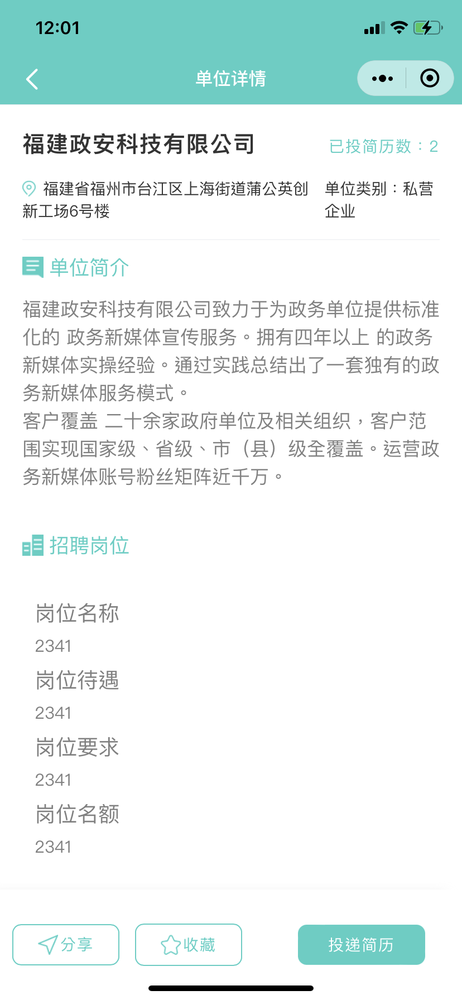 12:01
单位详情
福建政安科技有限公司
已投简历数：2
福建省福州市台江区上海街道蒲公英创
新工场6号楼
单位类别：私营
企业
单位简介
福建政安科技有限公司致力于为政务单位提供标准
化的 政务新媒体宣传服务。拥有四年以上 的政务
新媒体实操经验。通过实践总结出了一套独有的政
务新媒体服务模式。
客户覆盖 二十余家政府单位及相关组织，客户范
围实现国家级、省级、市（县）级全覆盖。运营政
务新媒体账号粉丝矩阵近千万。
招聘岗位
岗位名称
2341
岗位待遇
2341
岗位要求
2341
岗位名额
2341
分享
收藏
投递简历